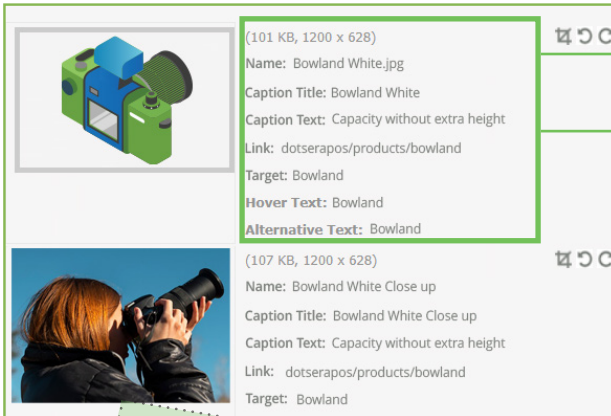 (101 KB, 1200 x 628)
Name: Bowland White.jpg
Caption Title: Bowland White
Caption Text: Capacity without extra height
Link: dotserapos/products/bowland
Target: Bowland
Hover Text: Bowland
Alternative Text: Bowland
(107 KB, 1200 x 628)
Name: Bowland White Close up
Caption Title: Bowland White Close up
Caption Text: Capacity without extra height
Link: dotserapos/products/bowland
Target: Bowland